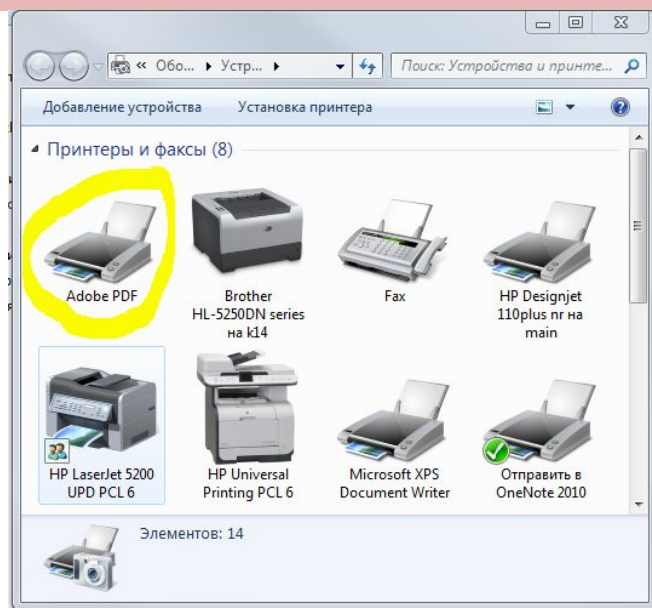 « Обо... ▸ Устр... ▸
Поиск: Устройства и принте...
Добавление устройства Установка принтера
Принтеры и факсы (8)
Adobe PDF
Brother
HL-5250DN series
на k14
Fax
HP Designjet
110plus nr на
main
HP LaserJet 5200
UPD PCL 6
HP Universal
Printing PCL 6
Microsoft XPS
Document Writer
Отправить в
OneNote 2010
Элементов: 14